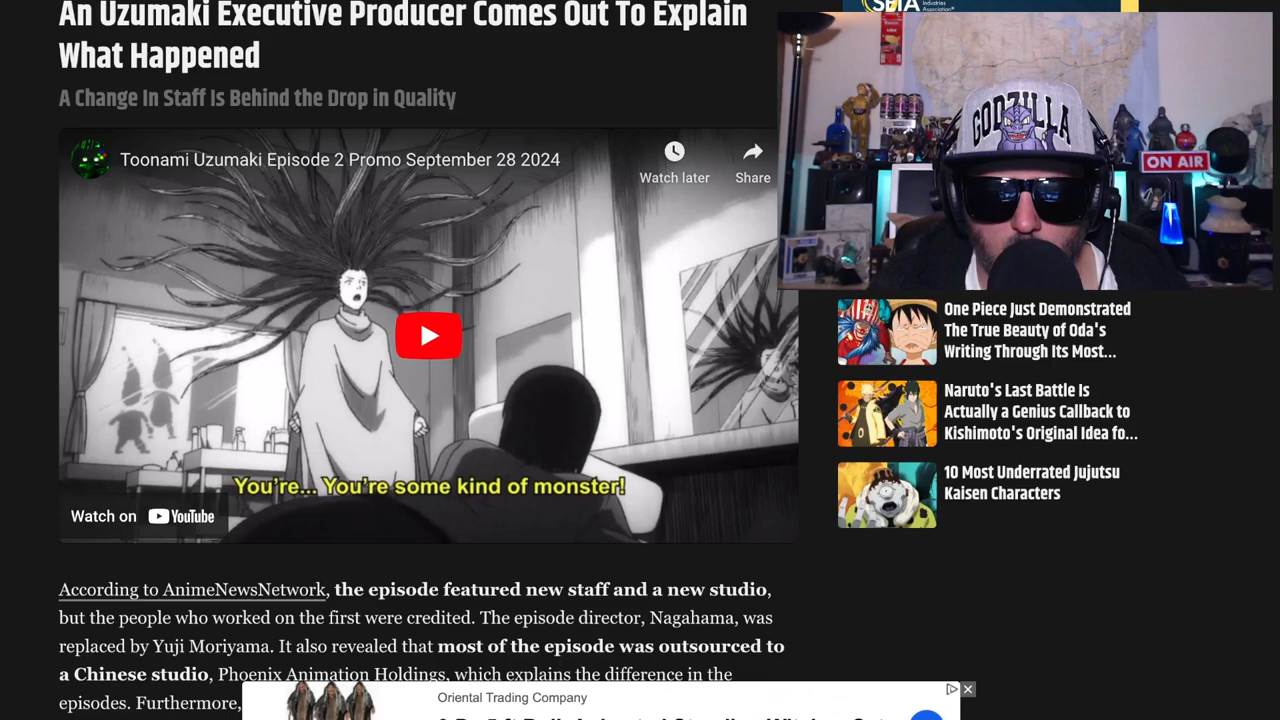 An Uzumaki Executive Producer Comes Out To Explain
What Happened
A Change In Staff Is Behind the Drop in Quality
Toonami Uzumaki Episode 2 Promo September 28 2024
Watch later
Share
You're... You're some kind of monster!
Watch on YouTube
According to AnimeNewsNetwork, the episode featured new staff and a new studio,
but the people who worked on the first were credited. The episode director, Nagahama, was
replaced by Yuji Moriyama. It also revealed that most of the episode was outsourced to
a Chinese studio, Phoenix Animation Holdings, which explains the difference in the
episodes. Furthermore,
Industries
Association®
GODZILLA
ON AIR
One Piece Just Demonstrated
The True Beauty of Oda's
Writing Through Its Most...
Naruto's Last Battle Is
Actually a Genius Callback to
Kishimoto's Original Idea fo...
10 Most Underrated Jujutsu
Kaisen Characters
Oriental Trading Company